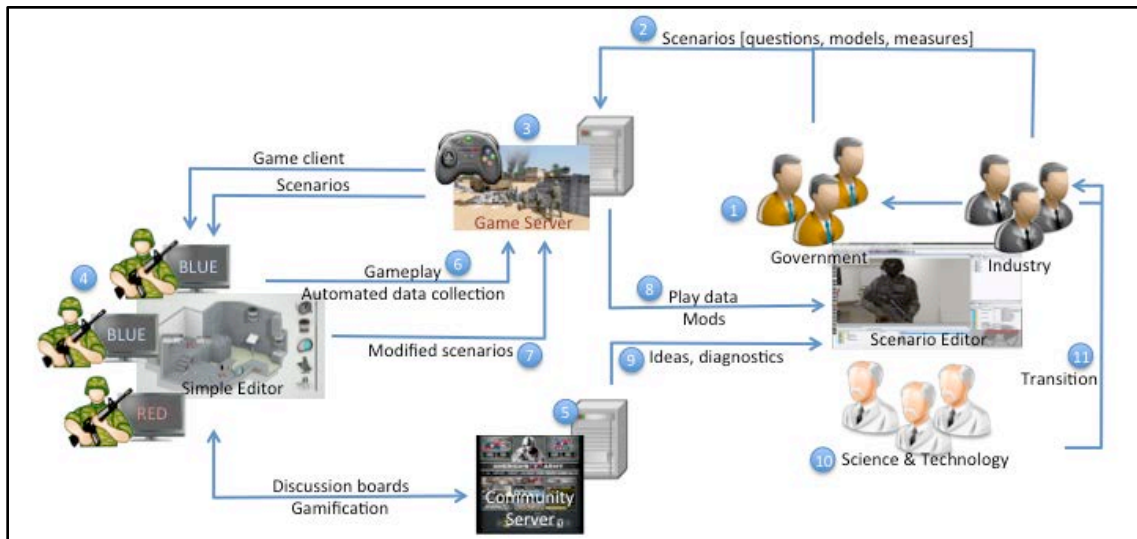 2
Scenarios [questions, models, measures]
3
Game client
Scenarios
Game Server
1
Government
Industry
4
BLUE
6
Gameplay
Automated data collection
8
Play data
Mods
BLUE
Modified scenarios
7
Simple Editor
9
Ideas, diagnostics
Scenario Editor
11
Transition
RED
5
10
Science & Technology
Discussion boards
Gamification
AMERICA'S ARMY
Community
Server